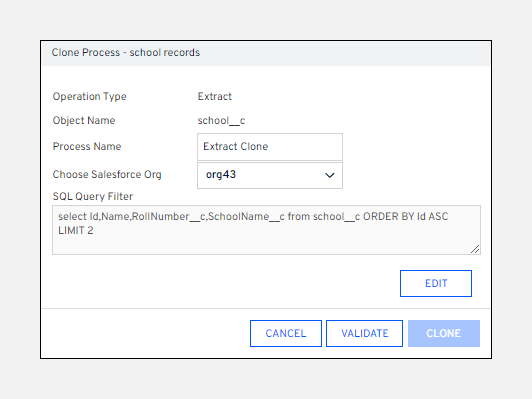 Clone Process - school records
Operation Type Extract
Object Name school__c
Process Name Extract Clone
Choose Salesforce Org org43
SQL Query Filter
select Id,Name,RollNumber__c,SchoolName__c from school__c ORDER BY Id ASC
LIMIT 2
EDIT
CANCEL VALIDATE CLONE